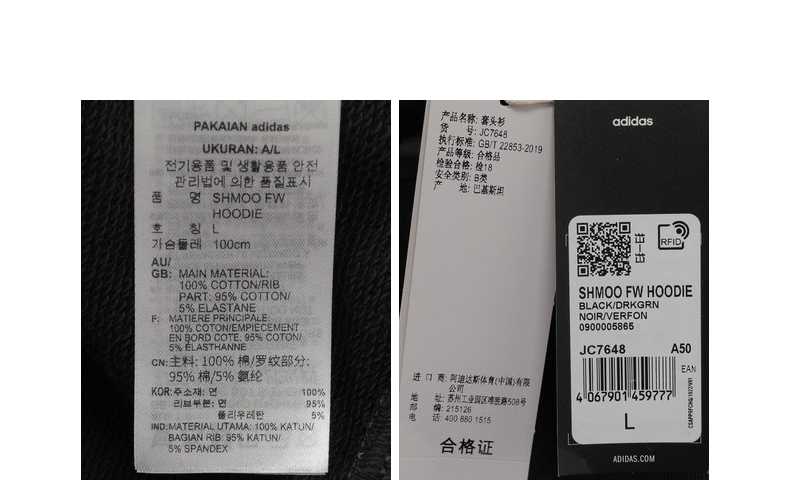 PAKAIAN adidas
UKURAN: A/L
전기용품 및 생활용품 안전
관리법에 의한 품질표시
품 명 SHMOO FW
HOODIE
호 칭 L
가슴둘레 100cm
AU/
GB: MAIN MATERIAL:
100% COTTON/RIB
PART: 95% COTTON/
5% ELASTANE
F: MATIERE PRINCIPALE:
100% COTON/EMPIECEMENT
EN BORD COTE: 95% COTON/
5% ELASTHANNE
CN: 主料: 100% 棉/罗纹部分:
95% 棉/5% 氨纶
KOR: 주소재: 면 100%
리브부분: 면 95%
폴리우레탄 5%
IND: MATERIAL UTAMA: 100% KATUN/
BAGIAN RIB: 95% KATUN/
5% SPANDEX
产品名称: 套头衫
货 号: JC7648
执行标准: GB/T 22853-2019
产品等级: 合格品
检验合格: 检18
安全类别: B类
产 地: 巴基斯坦
进 口 商: 阿迪达斯体育(中国)有限
公司
地 址: 苏州工业园区唯胜路508号
邮 编: 215126
电 话: 400 880 1515
合格证
adidas
RFID
SHMOO FW HOODIE
BLACK/DRKGRN
NOIR/VERFON
0900005865
JC7648 A50
EAN
4 067901 459777
L
ADIDAS.COM